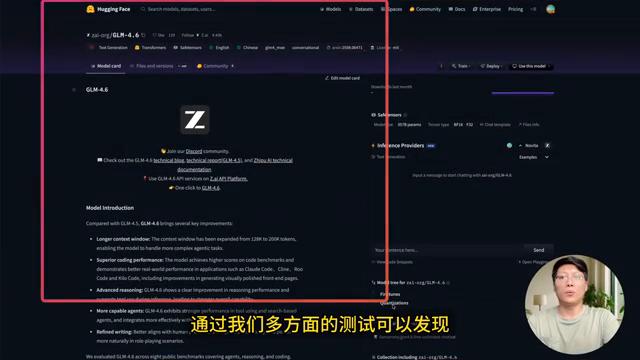 Hugging Face
Search models, datasets, users...
Models
Datasets
Spaces
Community
Docs
Enterprise
Pricing
zai-org/GLM-4.6
like
Follow
Text Generation
Transformers
Safetensors
English
Chinese
glm4_moe
conversational
arxiv:2508.06471
License: mit
Model card
Files and versions
Community
Train
Deploy
Use this model
Edit model card
Downloads last month
GLM-4.6
Safetensors
Model size
357B params
Tensor type
BF16
F32
Chat template
Files info
Inference Providers
Novita
Text Generation
Examples
Input a message to start chatting with zai-org/GLM-4.6.
Z
👋 Join our Discord community.
📖 Check out the GLM-4.6 technical blog, technical report(GLM-4.5), and Zhipu AI technical
documentation.
📍 Use GLM-4.6 API services on Z.ai API Platform.
👉 One click to GLM-4.6.
Model Introduction
Compared with GLM-4.5, GLM-4.6 brings several key improvements:
• Longer context window: The context window has been expanded from 128K to 200K tokens,
enabling the model to handle more complex agentic tasks.
• Superior coding performance: The model achieves higher scores on code benchmarks and
demonstrates better real-world performance in applications such as Claude Code、Cline、Roo
Code and Kilo Code, including improvements in generating visually polished front-end pages.
• Advanced reasoning: GLM-4.6 shows a clear improvement in reasoning performance and
• More capable agents: GLM-4.6 exhibits stronger performance in tool using and search-based
agents, and integrates more effectively
• Refined writing: Better aligns with
more naturally in role-playing scenarios.
We evaluated GLM-4.6 across eight public benchmarks covering agents, reasoning, and coding.
Your sentence here...
Send
View Code Snippets
Open Playground
Model tree for zai-org/GLM-4.6
Finetunes
Quantizations
Collection including zai-org/GLM-4.6
通过我们多方面的测试可以发现